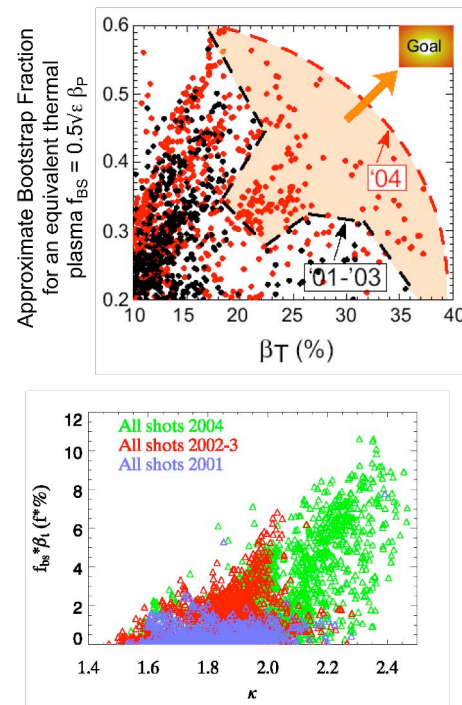 Approximate Bootstrap Fraction
for an equivalent thermal
plasma f_BS = 0.5√ε β_P
0.6
0.5
0.4
0.3
0.2
Goal
'04
'01-'03
10 15 20 25 30 35 40
βT (%)
All shots 2004
All shots 2002-3
All shots 2001
f_bs*β_t (f*%)
12
10
8
6
4
2
0
1.4 1.6 1.8 2.0 2.2 2.4
κ